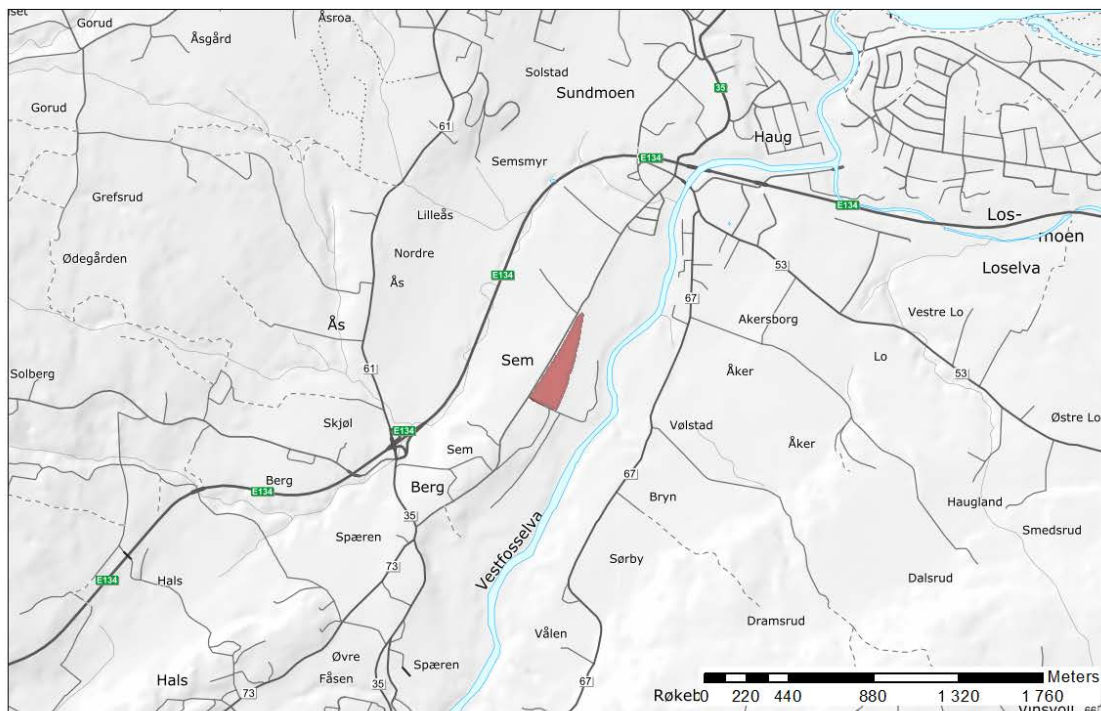 Gorud
Åsgård
Åsroa.
Solstad
Sundmoen
35
Gorud
61
Haug
Semsmyr
E134
Grefsrud
Lilleås
E134
Los-
moen
Ødegården
Nordre
Ås
E134
53
Loselva
67
Ås
Akersborg
Vestre Lo
Sem
Lo
Solberg
61
Åker
53
Skjøl
E134
Vølstad
Østre Lo
Sem
Åker
Berg
E134
Berg
67
Bryn
Haugland
35
Vestfosselva
Smedsrud
Spæren
Sørby
73
E134
Hals
Dalsrud
Dramsrud
Vålen
Øvre
Fåsen
Spæren
Hals
73
35
67
Meters
Røkeb
0 220 440 880 1 320 1 760